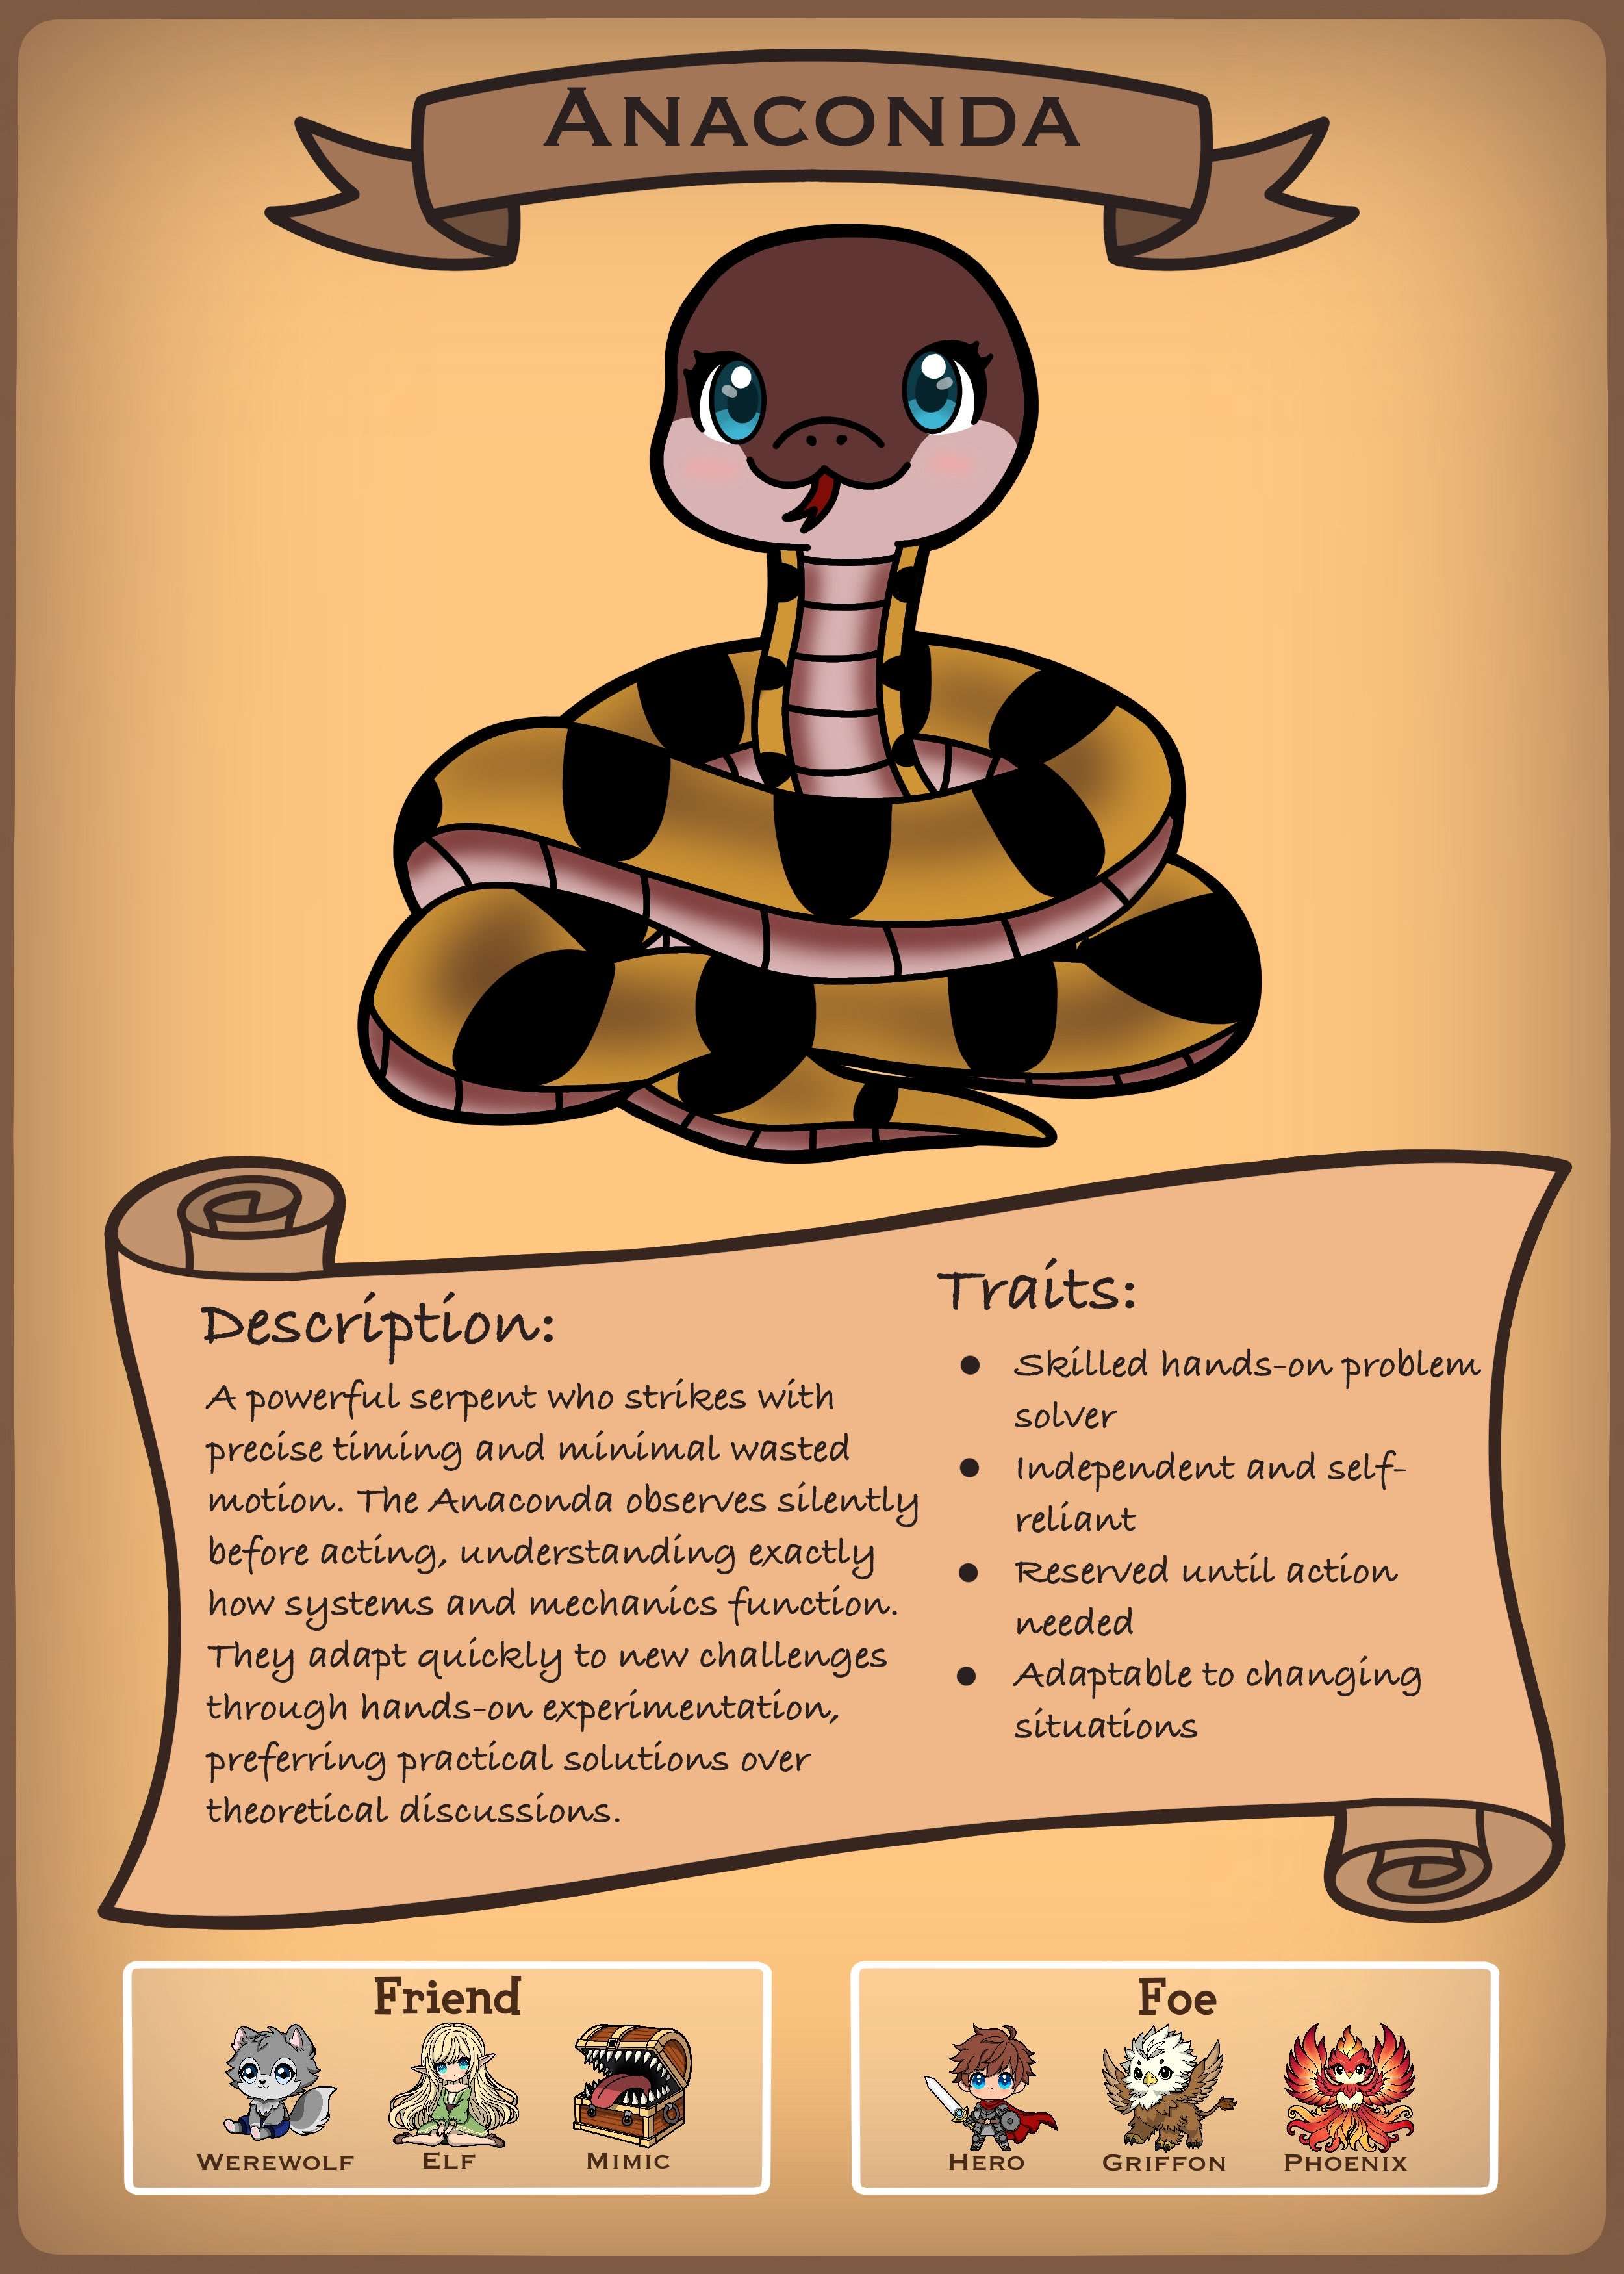 ANACONDA
Description:
A powerful serpent who strikes with
precise timing and minimal wasted
motion. The Anaconda observes silently
before acting, understanding exactly
how systems and mechanics function.
They adapt quickly to new challenges
through hands-on experimentation,
preferring practical solutions over
theoretical discussions.
Traits:
● Skilled hands-on problem
solver
● Independent and self-
reliant
● Reserved until action
needed
● Adaptable to changing
situations
Friend
WEREWOLF
ELF
MIMIC
Foe
HERO
GRIFFON
PHOENIX